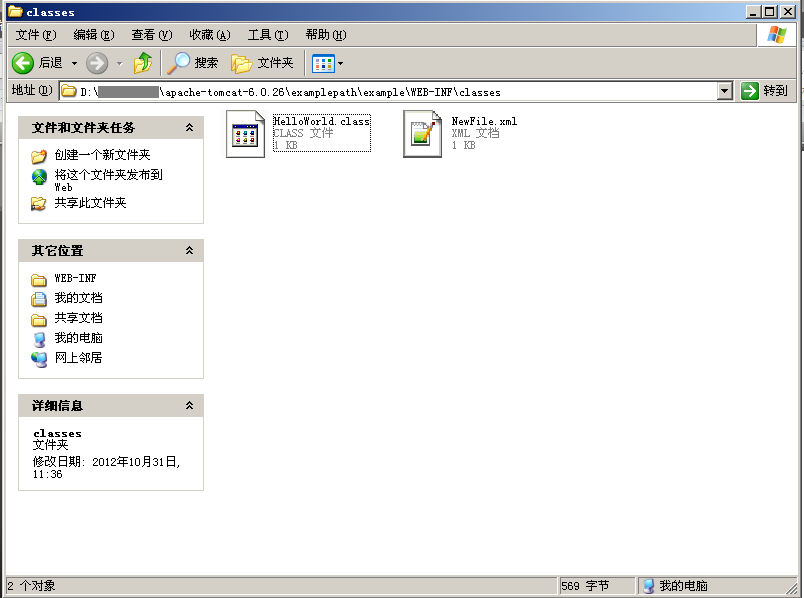 classes
文件(F) 编辑(E) 查看(V) 收藏(A) 工具(T) 帮助(H)
后退 搜索 文件夹
地址(D) D:\ \apache-tomcat-6.0.26\examplepath\example\WEB-INF\classes 转到
文件和文件夹任务
创建一个新文件夹
将这个文件夹发布到
Web
共享此文件夹
其它位置
WEB-INF
我的文档
共享文档
我的电脑
网上邻居
详细信息
classes
文件夹
修改日期: 2012年10月31日,
11:36
HelloWorld.class
CLASS 文件
1 KB
NewFile.xml
XML 文档
1 KB
2 个对象 569 字节 我的电脑